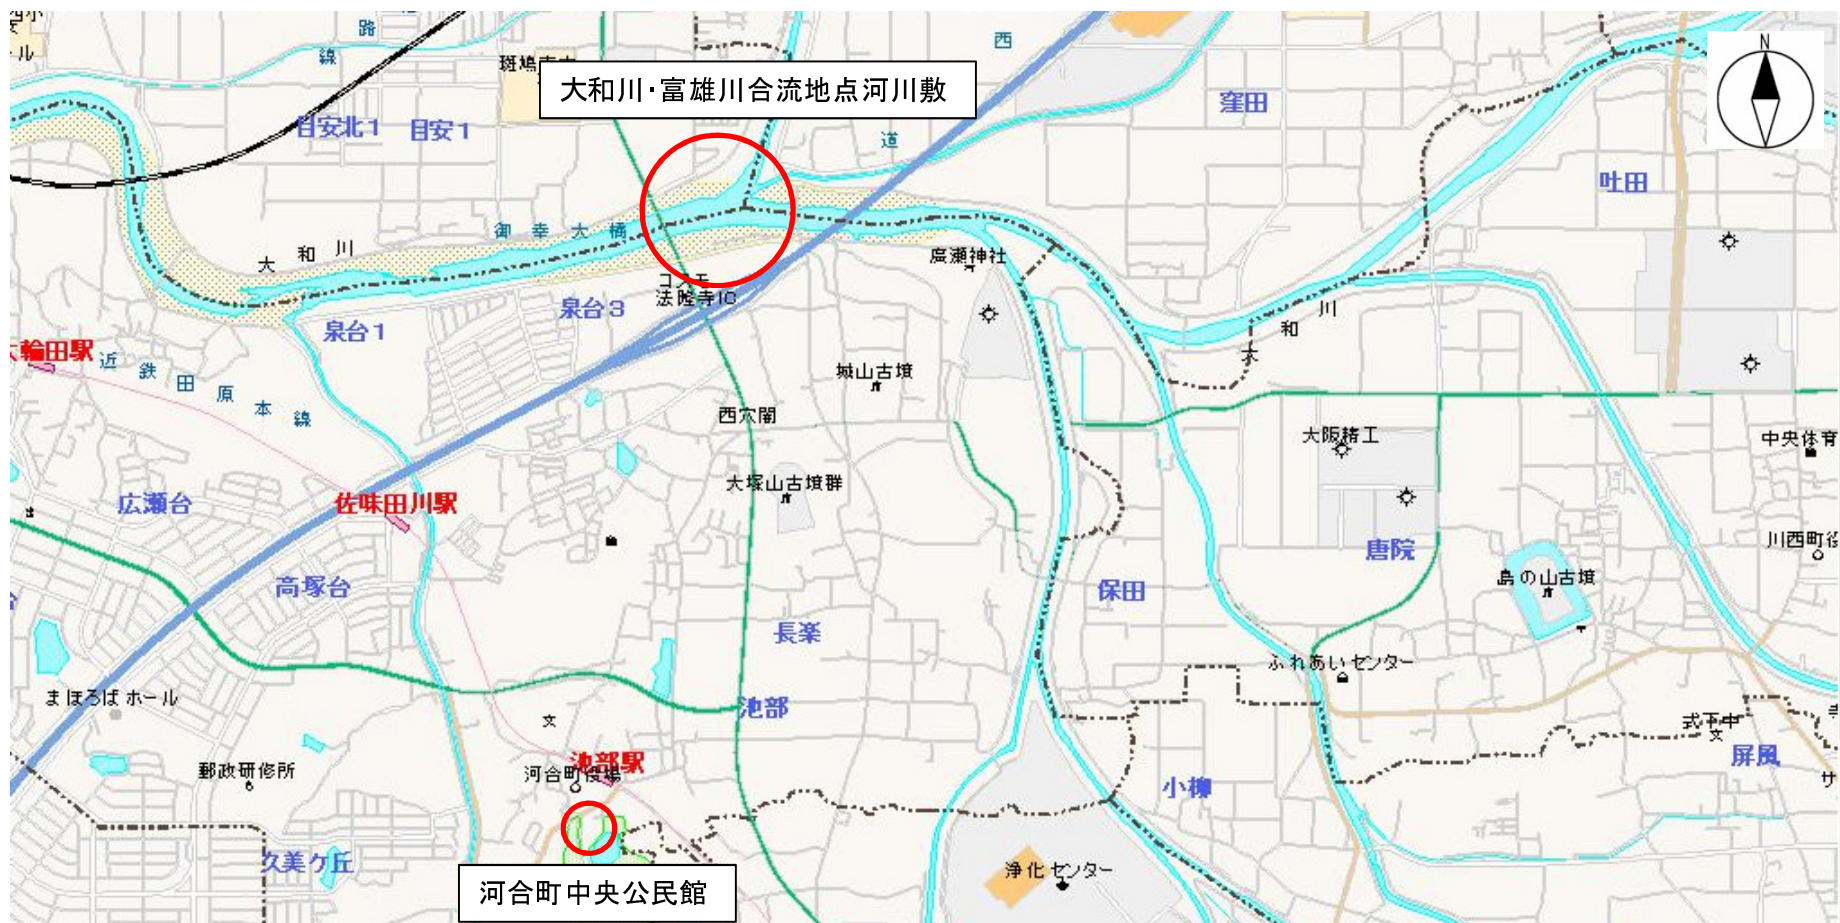 路
線
西
N
斑鳩
大和川・富雄川合流地点河川敷
窪田
目安北1
目安1
道
吐田
御幸大橋
大和川
廣瀬神社
法隆寺IC
泉台3
泉台1
大和川
輪田駅
近鉄田原本線
城山古墳
西穴闇
大阪精工
中央体育
大塚山古墳群
広瀬台
佐味田川駅
川西町役
唐院
島の山古墳
高塚台
保田
長楽
ふれあいセンター
まほろばホール
池部
文
式下中
文
屏風
池部駅
郵政研修所
河合町役場
サ
小柳
久美ケ丘
浄化センター
河合町中央公民館